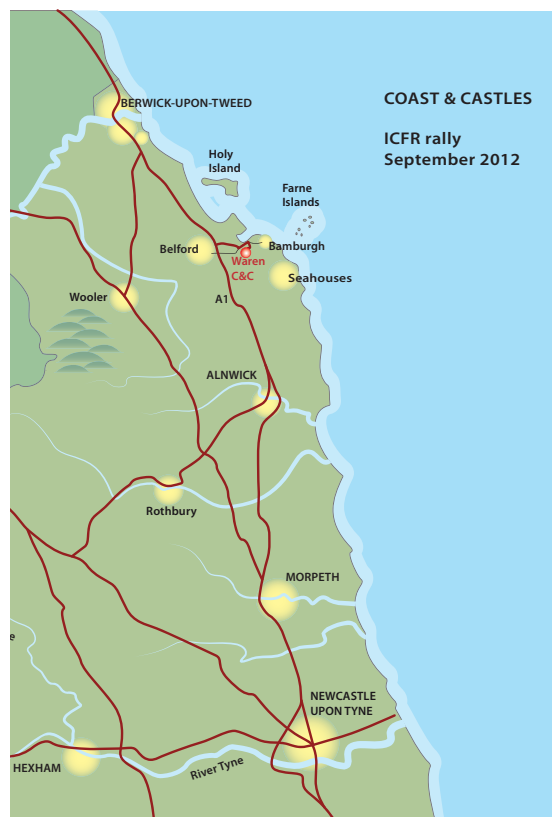 BERWICK-UPON-TWEED
COAST & CASTLES
ICFR rally
September 2012
Holy
Island
Farne
Islands
Belford
Bamburgh
Waren
C&C
Seahouses
Wooler
A1
ALNWICK
Rothbury
MORPETH
e
NEWCASTLE
UPON TYNE
HEXHAM
River Tyne